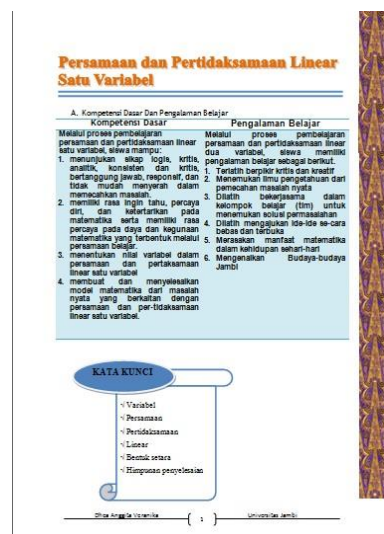 Persamaan dan Pertidaksamaan Linear
Satu Variabel
A. Kompetensi Dasar Dan Pengalaman Belajar
Kompetensi Dasar
Melalui proses pembelajaran
persamaan dan pertidaksamaan linear
satu variabel, siswa mampu:
1. menunjukan sikap logis, kritis,
analitik, konsisten dan kritis,
bertanggung jawab, responsif, dan
tidak mudah menyerah dalam
memecahkan masalah.
2. memiliki rasa ingin tahu, percaya
diri, dan ketertarikan pada
matematika serta memiliki rasa
percaya pada daya dan kegunaan
matematika yang terbentuk melalui
persamaan belajar.
3. menentukan nilai variabel dalam
persamaan dan pertaksamaan
linear satu variabel
4. membuat dan menyelesaikan
model matematika dari masalah
nyata yang berkaitan dengan
persamaan dan per-tidaksamaan
linear satu variabel.
Pengalaman Belajar
Melalui proses pembelajaran
persamaan dan pertidaksamaan linear
dua variabel, siswa memiliki
pengalaman belajar sebagai berikut.
1. Terlatih berpikir kritis dan kreatif
2. Menemukan ilmu pengetahuan dari
pemecahan masalah nyata
3. Dilatih bekerjasama dalam
kelompok belajar (tim) untuk
menemukan solusi permasalahan
4. Dilatih mengajukan ide-ide se-cara
bebas dan terbuka
5. Merasakan manfaat matematika
dalam kehidupan sehari-hari
6. Mengenalkan Budaya-budaya
Jambi
KATA KUNCI
√ Variabel
√ Persamaan
√ Pertidaksamaan
√ Linear
√ Bentuk setara
√ Himpunan penyelesaian
Anggita Voranika
1
Universitas Jambi